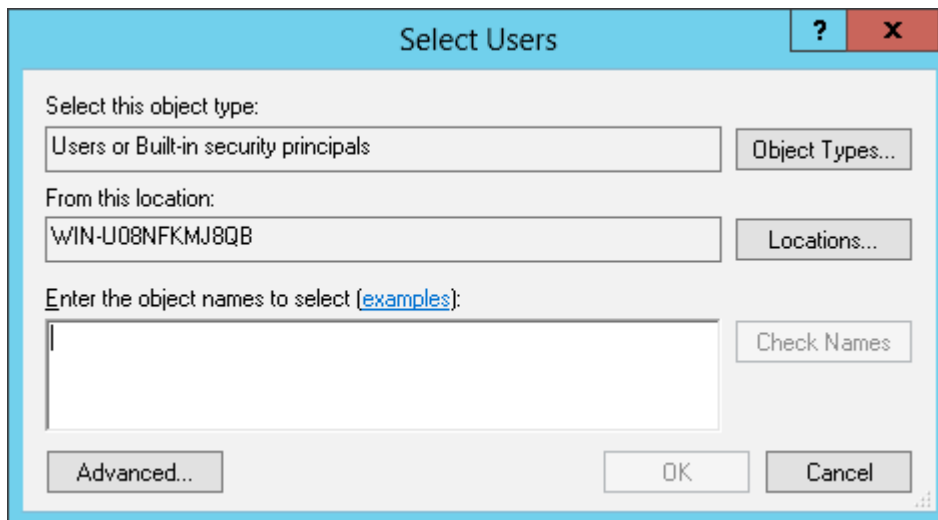 Select Users
?
x
Select this object type:
Users or Built-in security principals
Object Types...
From this location:
WIN-U08NFKMJ8QB
Locations...
Enter the object names to select (examples):
Check Names
Advanced...
OK
Cancel